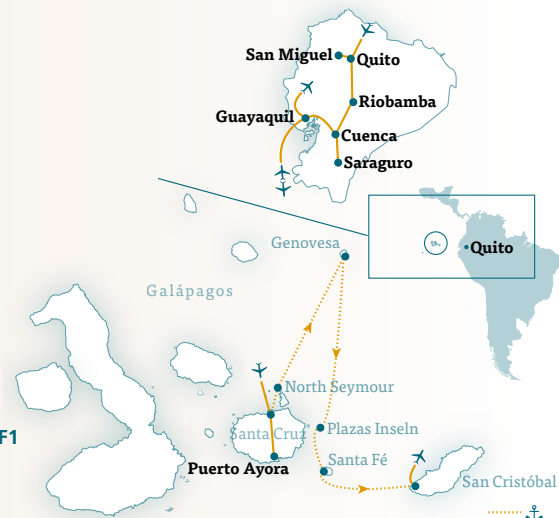 San Miguel
Quito
Riobamba
Guayaquil
Cuenca
Saraguro
Quito
Genovesa
Galápagos
North Seymour
F1
Santa Cruz
Plazas Inseln
Puerto Ayora
Santa Fé
San Cristóbal